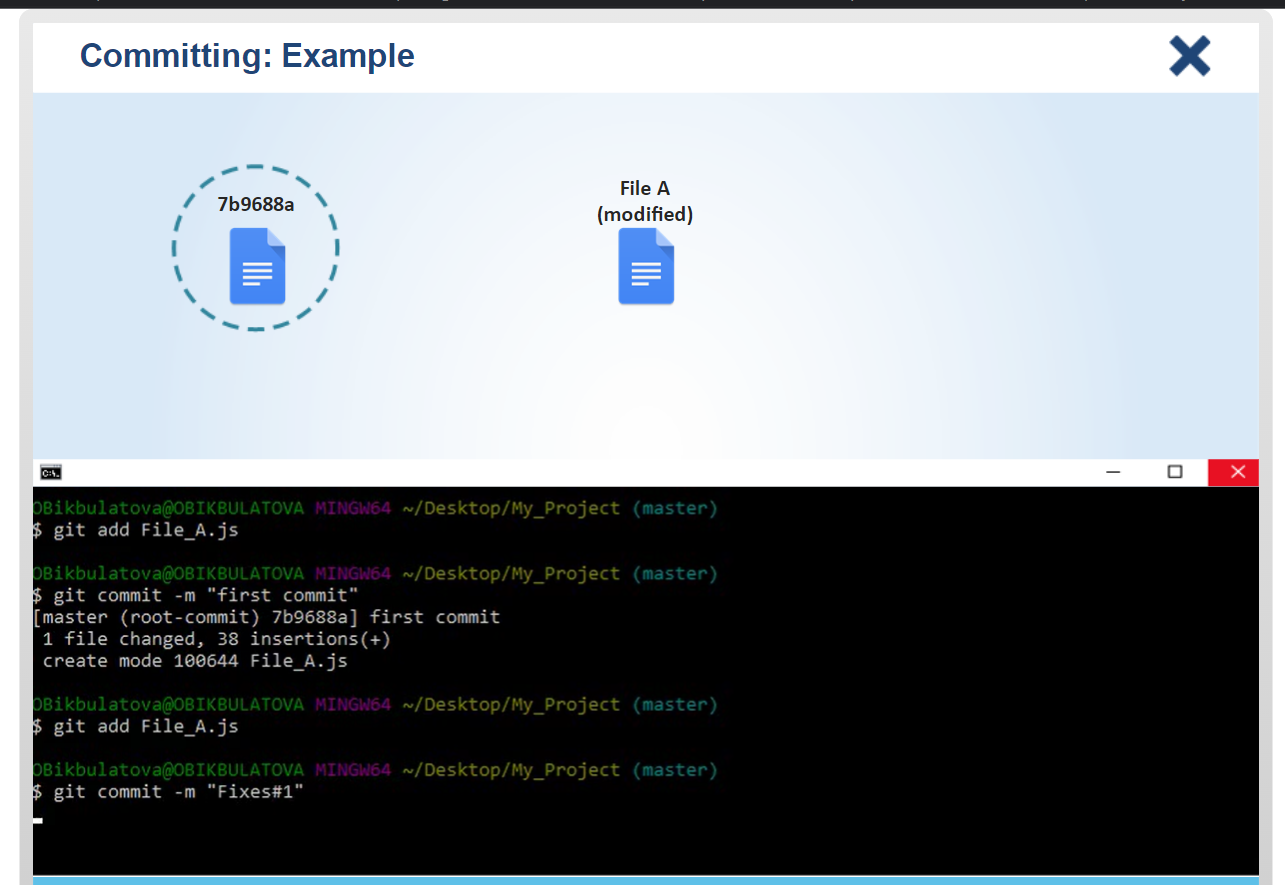 Committing: Example
7b9688a
File A
(modified)
C:\.
OBikbulatova@OBIKBULATOVA MINGW64 ~/Desktop/My_Project (master)
$ git add File_A.js
OBikbulatova@OBIKBULATOVA MINGW64 ~/Desktop/My_Project (master)
$ git commit -m "first commit"
[master (root-commit) 7b9688a] first commit
1 file changed, 38 insertions(+)
create mode 100644 File_A.js
OBikbulatova@OBIKBULATOVA MINGW64 ~/Desktop/My_Project (master)
$ git add File_A.js
OBikbulatova@OBIKBULATOVA MINGW64 ~/Desktop/My_Project (master)
$ git commit -m "Fixes#1"